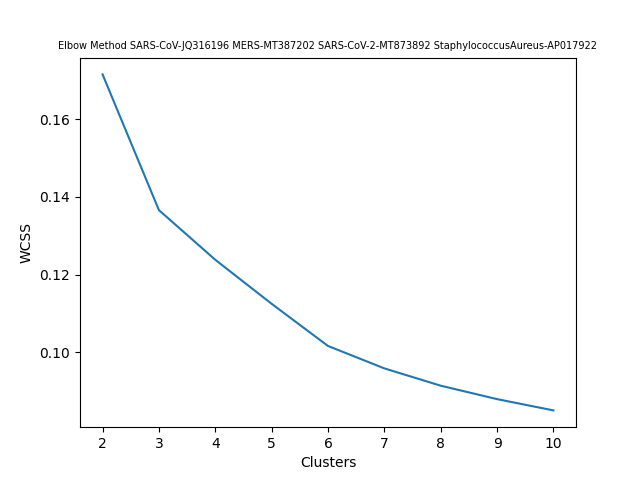 Elbow Method SARS-CoV-JQ316196 MERS-MT387202 SARS-CoV-2-MT873892 StaphylococcusAureus-AP017922
0.16
0.14
0.12
0.10
WCSS
2 3 4 5 6 7 8 9 10
Clusters